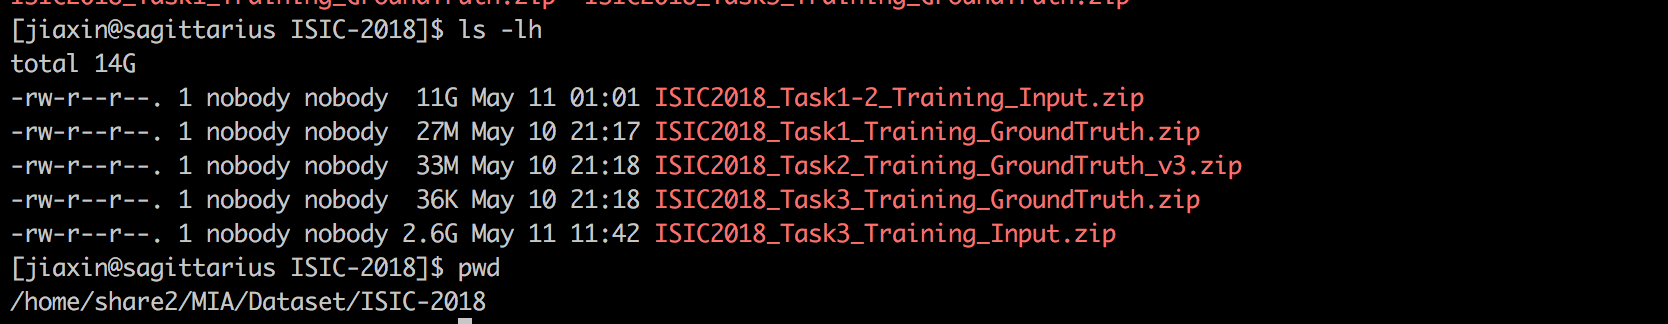 ISIC2018_Task1_Training_GroundTruth.zip  ISIC2018_Task3_Training_GroundTruth.zip
[jiaxin@sagittarius ISIC-2018]$ ls -lh
total 14G
-rw-r--r--. 1 nobody nobody  11G May 11 01:01 ISIC2018_Task1-2_Training_Input.zip
-rw-r--r--. 1 nobody nobody  27M May 10 21:17 ISIC2018_Task1_Training_GroundTruth.zip
-rw-r--r--. 1 nobody nobody  33M May 10 21:18 ISIC2018_Task2_Training_GroundTruth_v3.zip
-rw-r--r--. 1 nobody nobody  36K May 10 21:18 ISIC2018_Task3_Training_GroundTruth.zip
-rw-r--r--. 1 nobody nobody 2.6G May 11 11:42 ISIC2018_Task3_Training_Input.zip
[jiaxin@sagittarius ISIC-2018]$ pwd
/home/share2/MIA/Dataset/ISIC-2018